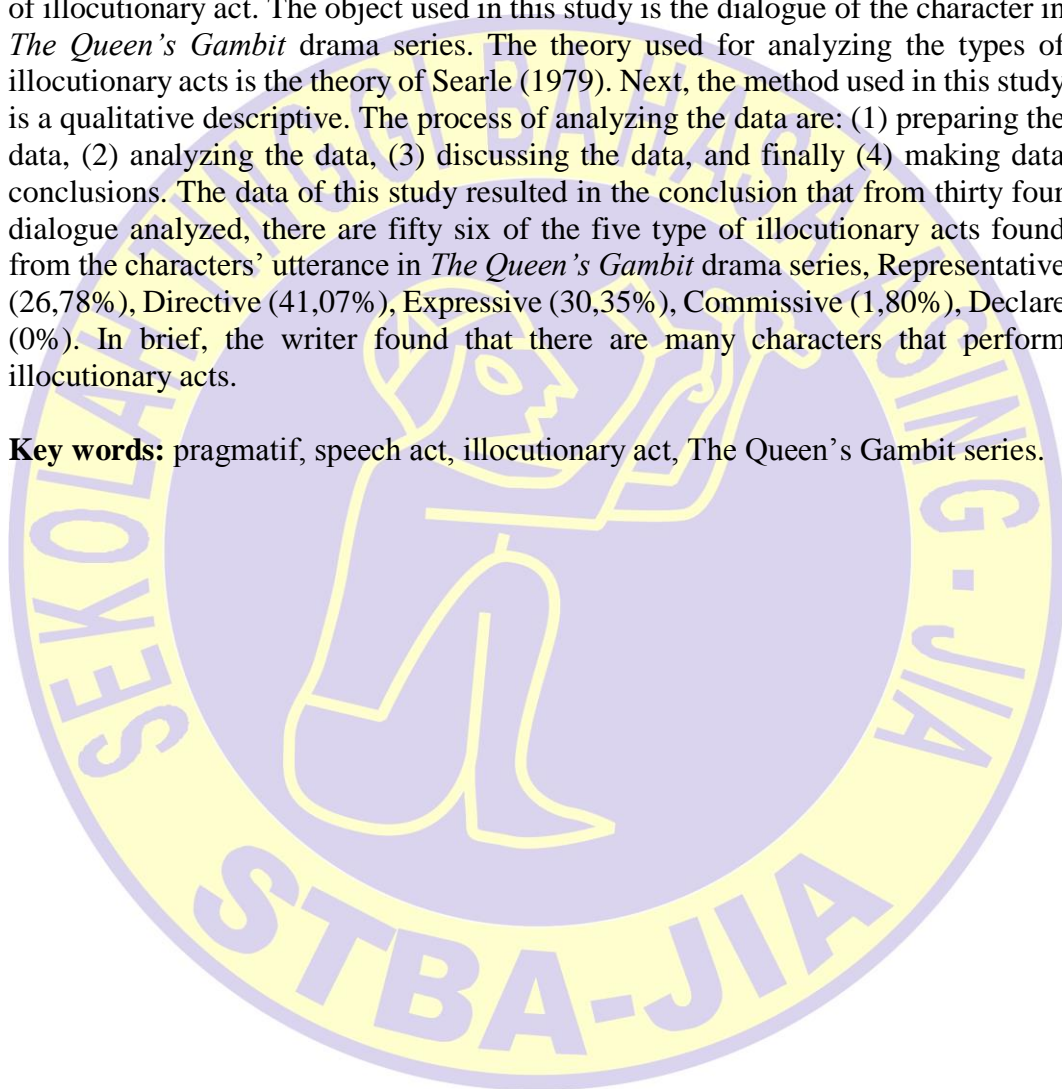 of illocutionary act. The object used in this study is the dialogue of the character in
The Queen's Gambit drama series. The theory used for analyzing the types of
illocutionary acts is the theory of Searle (1979). Next, the method used in this study
is a qualitative descriptive. The process of analyzing the data are: (1) preparing the
data, (2) analyzing the data, (3) discussing the data, and finally (4) making data
conclusions. The data of this study resulted in the conclusion that from thirty four
dialogue analyzed, there are fifty six of the five type of illocutionary acts found
from the characters' utterance in The Queen's Gambit drama series, Representative
(26,78%), Directive (41,07%), Expressive (30,35%), Commissive (1,80%), Declare
(0%). In brief, the writer found that there are many characters that perform
illocutionary acts.
Key words: pragmatif, speech act, illocutionary act, The Queen's Gambit series.
SEKOLAH TINGGI BAHASA ASING - JIA
STBA-JIA